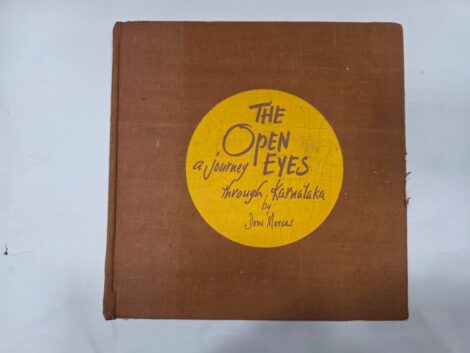 THE
OPEN
EYES
a journey
through Karnataka
by
Dom Moraes